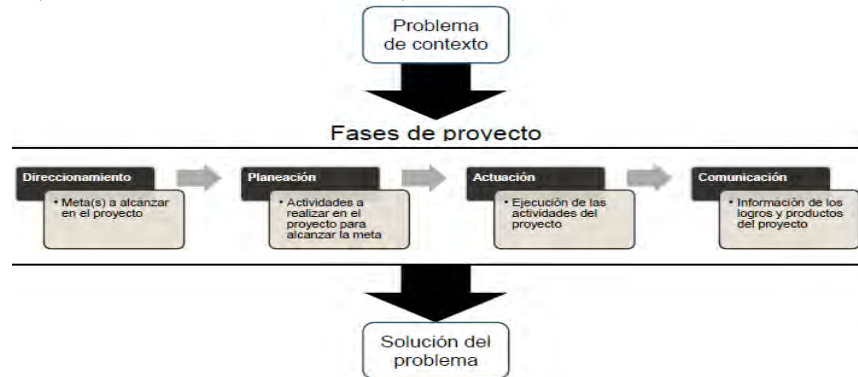 Problema
de contexto
Fases de proyecto
Direccionamiento
• Meta(s) a alcanzar
en el proyecto
Planeación
• Actividades a
realizar en el
proyecto para
alcanzar la meta
Actuación
• Ejecución de las
actividades del
proyecto
Comunicación
• Información de los
logros y productos
del proyecto
Solución del
problema